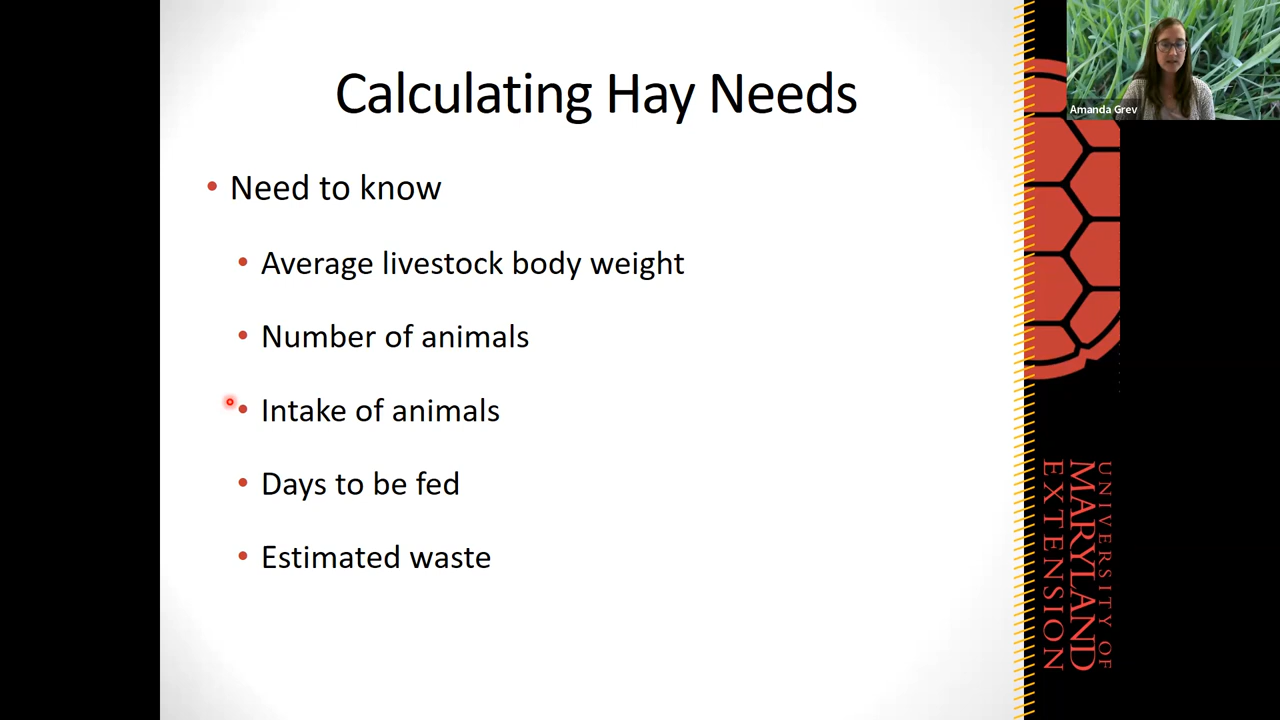 Calculating Hay Needs
Amanda Grev
• Need to know
• Average livestock body weight
• Number of animals
• Intake of animals
• Days to be fed
• Estimated waste
UNIVERSITY OF
MARYLAND
EXTENSION